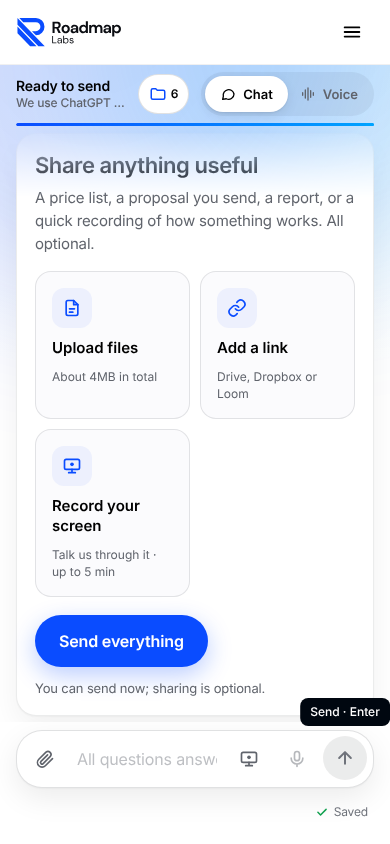 Roadmap
Labs
Ready to send
We use ChatGPT ...
6
Chat
Voice
Share anything useful
A price list, a proposal you send, a report, or a
quick recording of how something works. All
optional.
Upload files
About 4MB in total
Add a link
Drive, Dropbox or
Loom
Record your
screen
Talk us through it ·
up to 5 min
Send everything
You can send now; sharing is optional.
Send · Enter
All questions answ
Saved